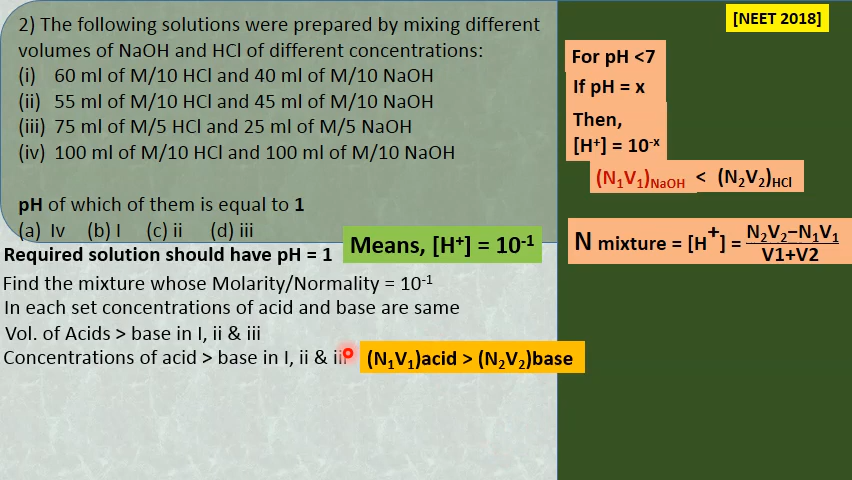 2) The following solutions were prepared by mixing different
volumes of NaOH and HCl of different concentrations:
(i) 60 ml of M/10 HCl and 40 ml of M/10 NaOH
(ii) 55 ml of M/10 HCl and 45 ml of M/10 NaOH
(iii) 75 ml of M/5 HCl and 25 ml of M/5 NaOH
(iv) 100 ml of M/10 HCl and 100 ml of M/10 NaOH
pH of which of them is equal to 1
(a) Iv (b) I (c) ii (d) iii
Required solution should have pH = 1
Means, [H⁺] = 10⁻¹
Find the mixture whose Molarity/Normality = 10⁻¹
In each set concentrations of acid and base are same
Vol. of Acids > base in I, ii & iii
Concentrations of acid > base in I, ii & iii
(N₁V₁)acid > (N₂V₂)base
[NEET 2018]
For pH <7
If pH = x
Then,
[H⁺] = 10⁻ˣ
(N₁V₁)NaOH < (N₂V₂)HCl
N mixture = [H⁺] = N₂V₂−N₁V₁
V1+V2